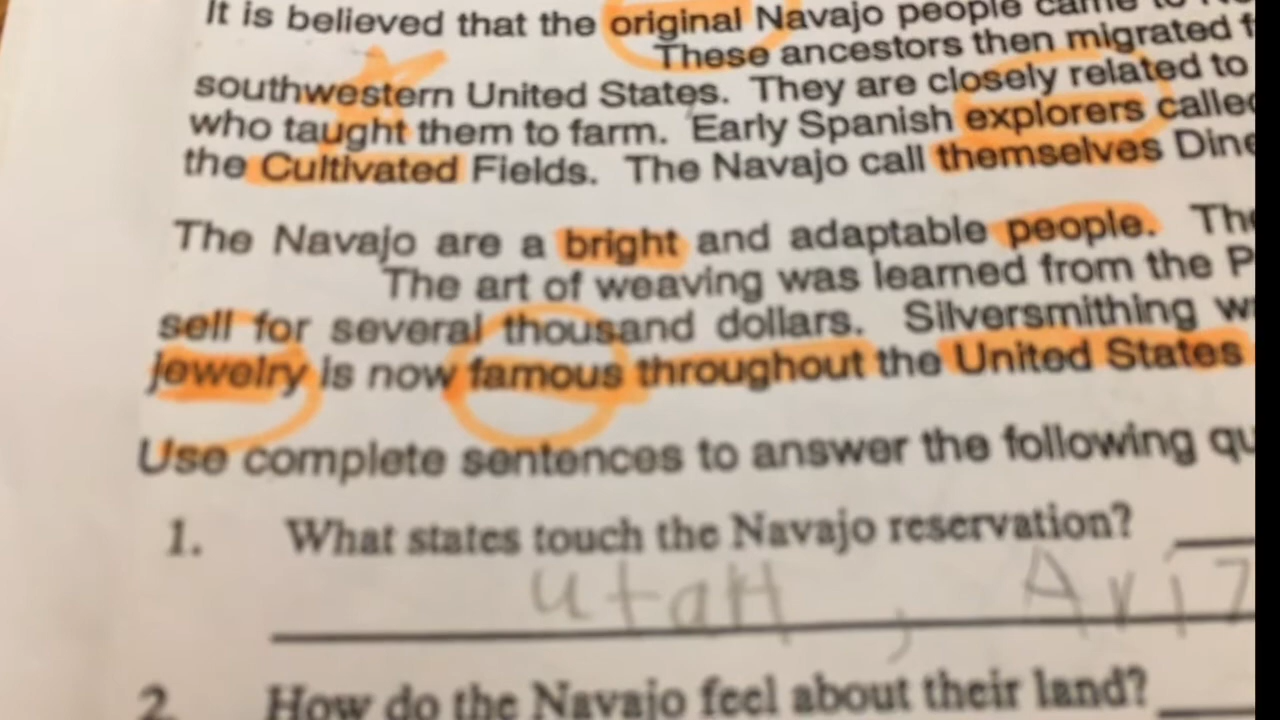 It is believed that the original Navajo people came to
These ancestors then migrated
southwestern United States. They are closely related to
who taught them to farm. Early Spanish explorers
the Cultivated Fields. The Navajo call themselves
The Navajo are a bright and adaptable people.
The art of weaving was learned from the
sell for several thousand dollars. Silversmithing
jewelry is now famous throughout the United States
Use complete sentences to answer the following
1. What states touch the Navajo reservation?
utaH,
2. How do the Navajo feel about their land?